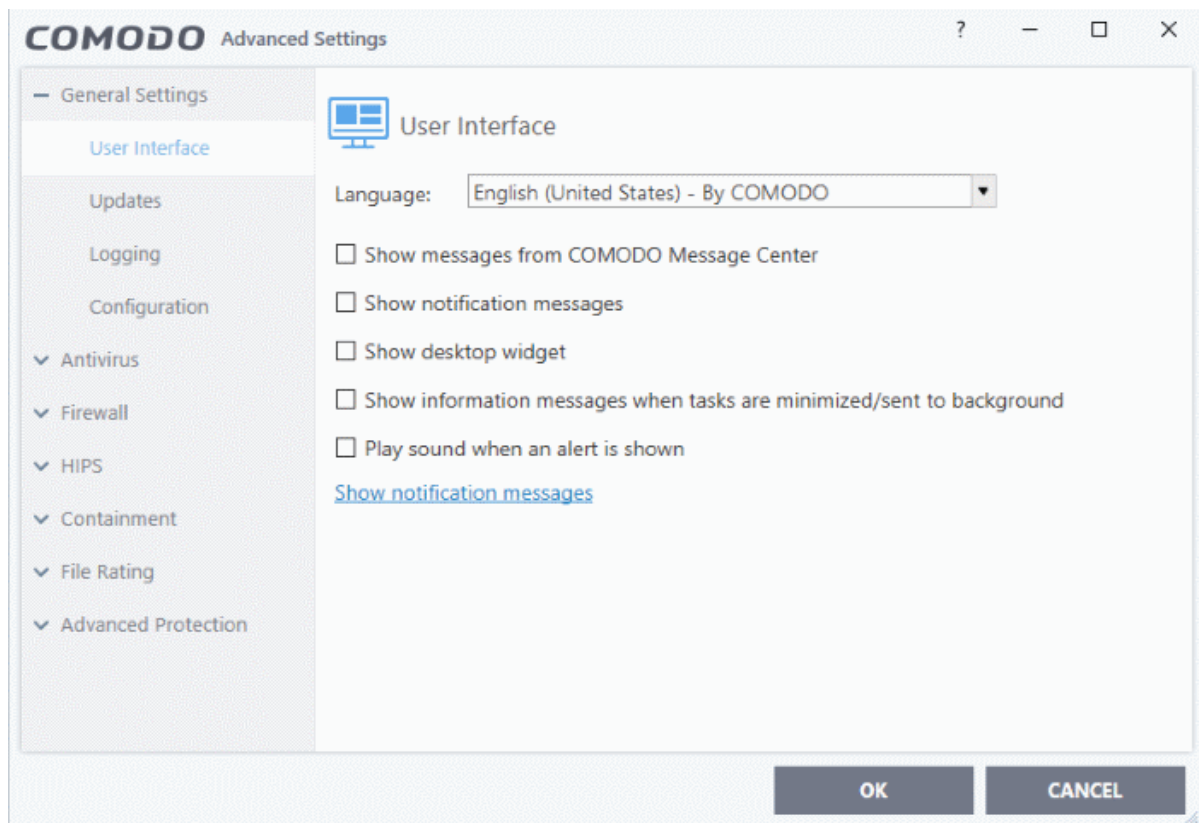 COMODO Advanced Settings ?
General Settings
User Interface
Updates
Logging
Configuration
Antivirus
Firewall
HIPS
Containment
File Rating
Advanced Protection
User Interface
Language: English (United States) - By COMODO
Show messages from COMODO Message Center
Show notification messages
Show desktop widget
Show information messages when tasks are minimized/sent to background
Play sound when an alert is shown
Show notification messages
OK CANCEL